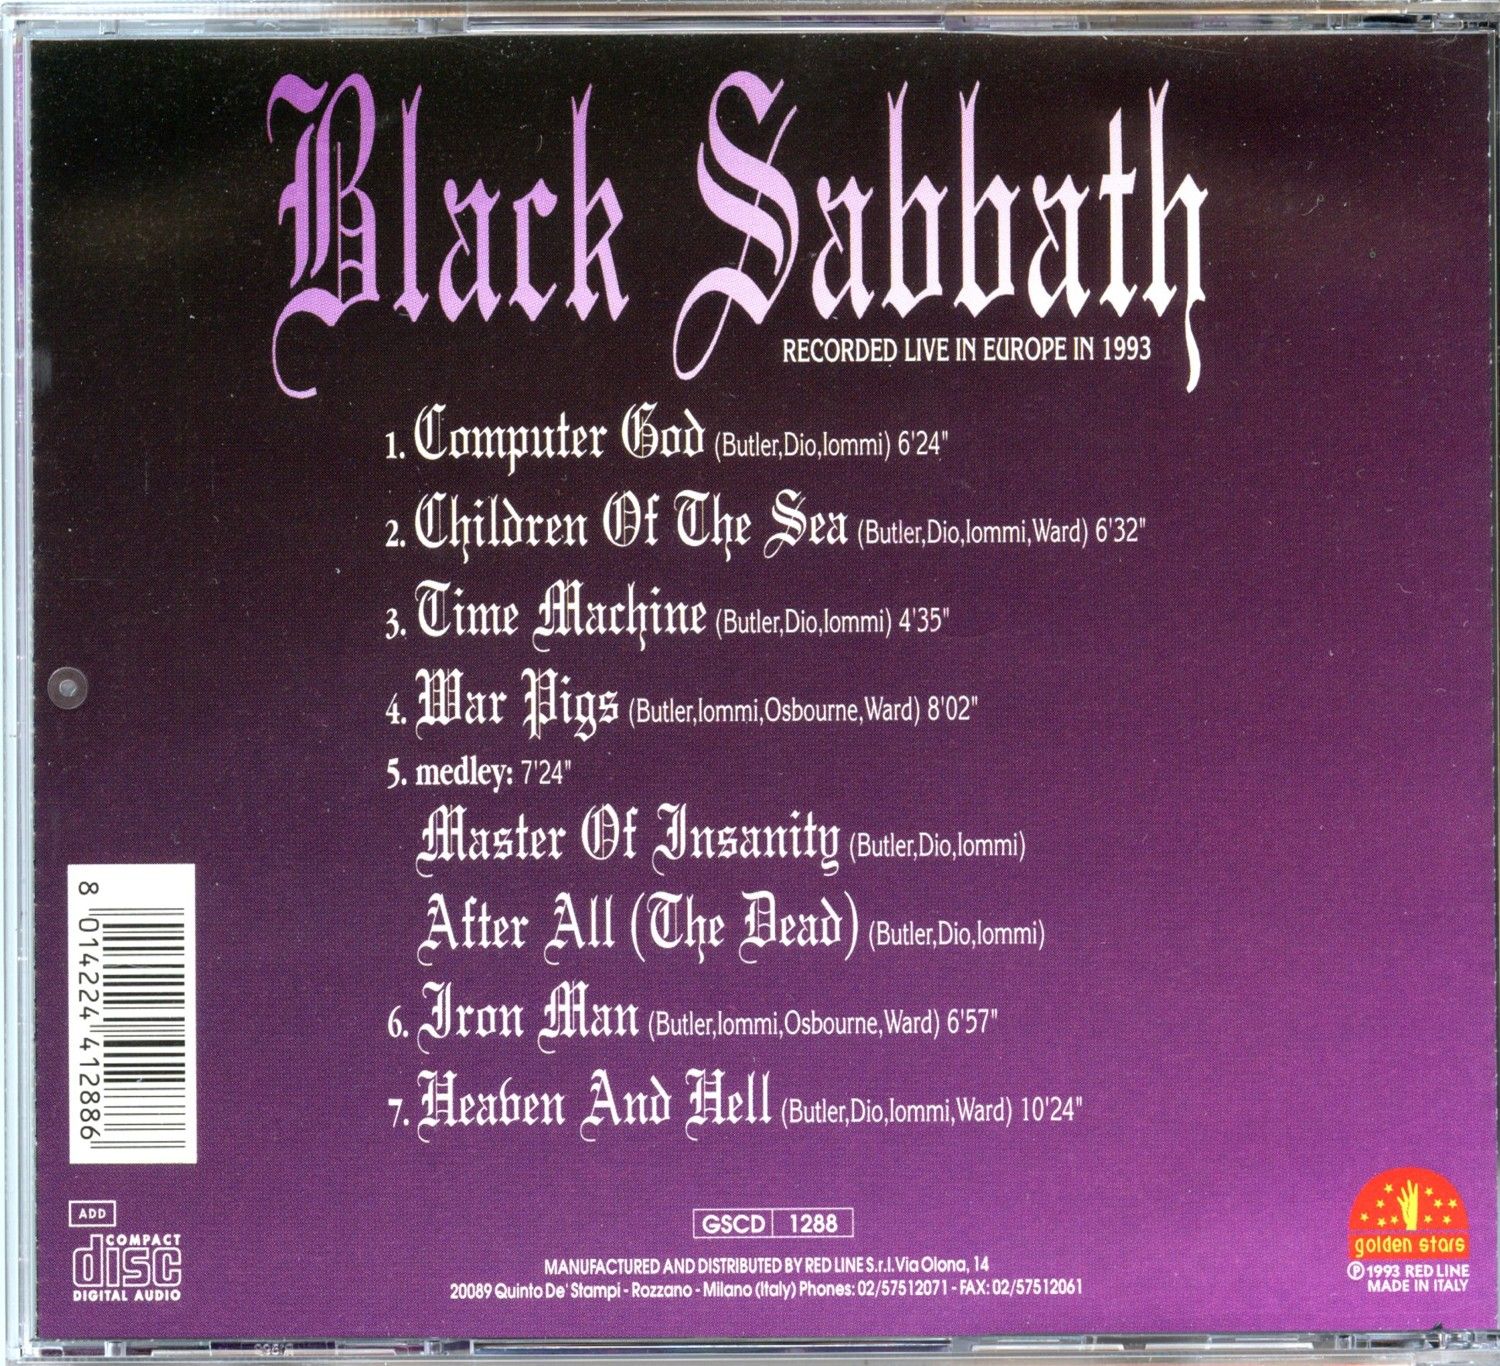 Black Sabbath
RECORDED LIVE IN EUROPE IN 1993
1. Computer God (Butler,Dio,Iommi) 6'24"
2. Children Of The Sea (Butler,Dio,Iommi,Ward) 6'32"
3. Time Machine (Butler,Dio,Iommi) 4'35"
4. War Pigs (Butler,Iommi,Osbourne,Ward) 8'02"
5. medley: 7'24"
Master Of Insanity (Butler,Dio,Iommi)
After All (The Dead) (Butler,Dio,Iommi)
6. Iron Man (Butler,Iommi,Osbourne,Ward) 6'57"
7. Heaven And Hell (Butler,Dio,Iommi,Ward) 10'24"
8 014224 412886
ADD
COMPACT
disc
DIGITAL AUDIO
GSCD 1288
MANUFACTURED AND DISTRIBUTED BY RED LINE S.r.l. Via Olona, 14
20089 Quinto De' Stampi - Rozzano - Milano (Italy) Phones: 02/57512071 - FAX: 02/57512061
golden stars
℗ 1993 RED LINE
MADE IN ITALY